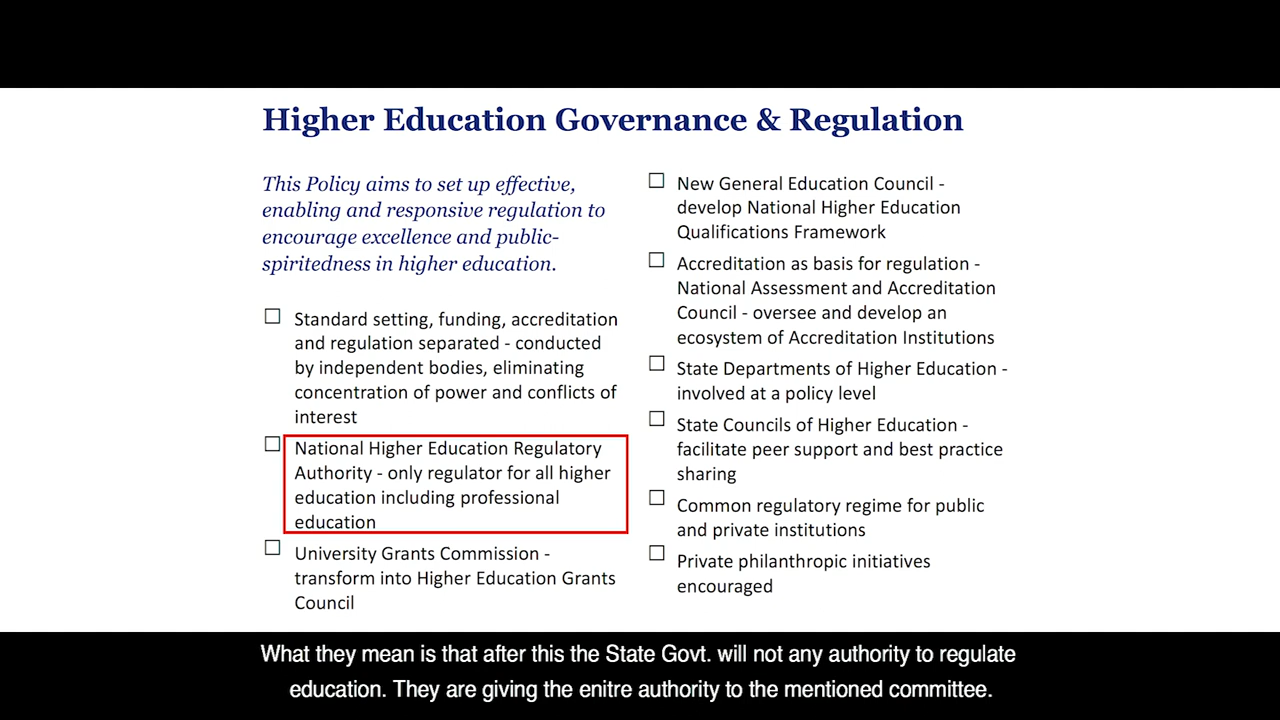 Higher Education Governance & Regulation
This Policy aims to set up effective,
enabling and responsive regulation to
encourage excellence and public-
spiritedness in higher education.
Standard setting, funding, accreditation
and regulation separated - conducted
by independent bodies, eliminating
concentration of power and conflicts of
interest
National Higher Education Regulatory
Authority - only regulator for all higher
education including professional
education
University Grants Commission -
transform into Higher Education Grants
Council
New General Education Council -
develop National Higher Education
Qualifications Framework
Accreditation as basis for regulation -
National Assessment and Accreditation
Council - oversee and develop an
ecosystem of Accreditation Institutions
State Departments of Higher Education -
involved at a policy level
State Councils of Higher Education -
facilitate peer support and best practice
sharing
Common regulatory regime for public
and private institutions
Private philanthropic initiatives
encouraged
What they mean is that after this the State Govt. will not any authority to regulate
education. They are giving the enitre authority to the mentioned committee.